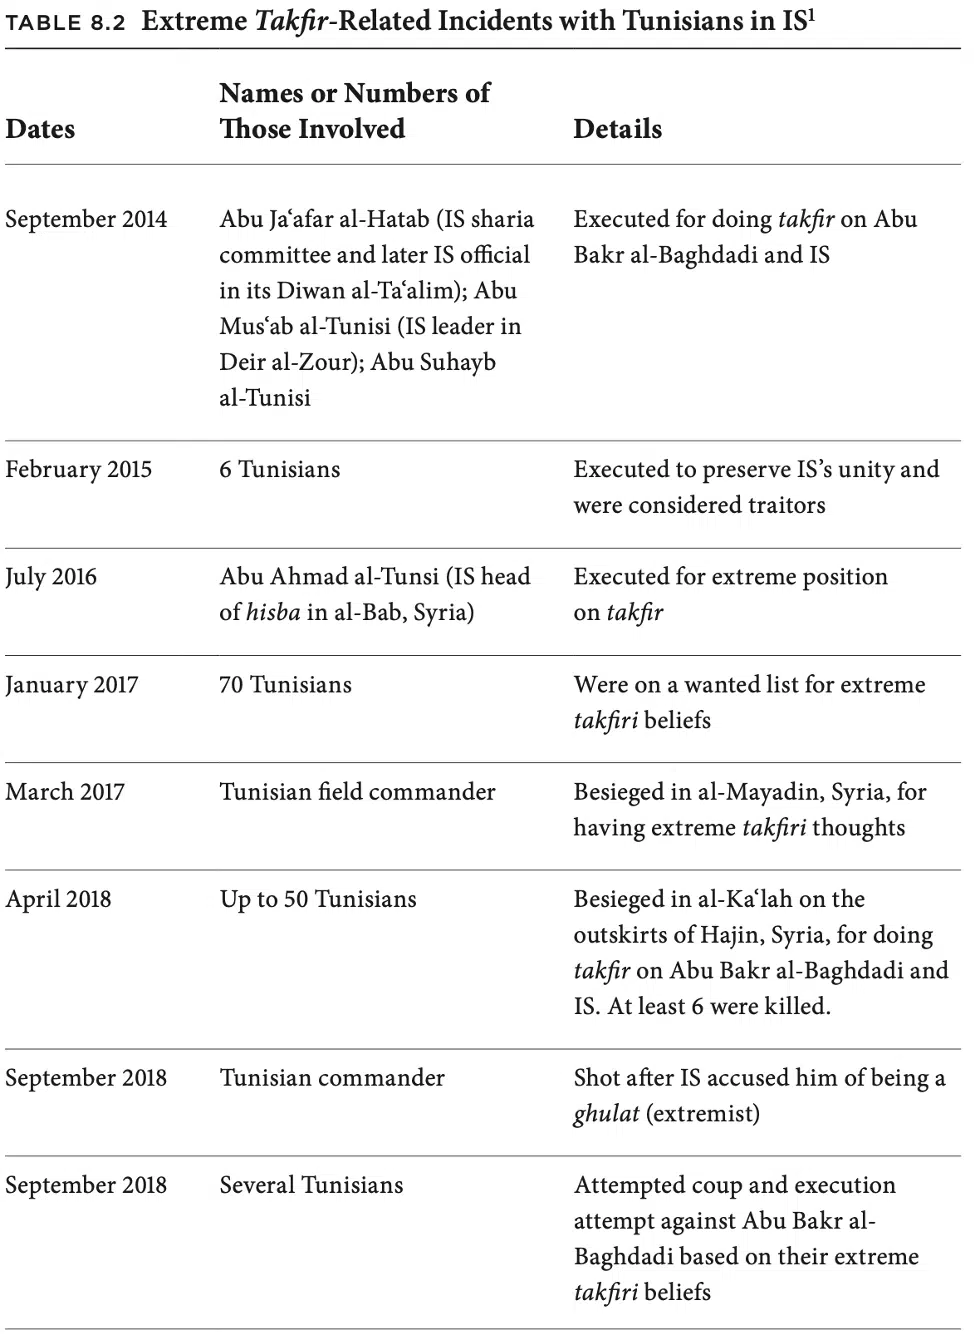 TABLE 8.2 Extreme Takfir-Related Incidents with Tunisians in IS¹
Dates
Names or Numbers of
Those Involved
Details
September 2014
Abu Ja‘afar al-Hatab (IS sharia
committee and later IS official
in its Diwan al-Ta‘alim); Abu
Mus‘ab al-Tunisi (IS leader in
Deir al-Zour); Abu Suhayb
al-Tunisi
Executed for doing takfir on Abu
Bakr al-Baghdadi and IS
February 2015
6 Tunisians
Executed to preserve IS’s unity and
were considered traitors
July 2016
Abu Ahmad al-Tunsi (IS head
of hisba in al-Bab, Syria)
Executed for extreme position
on takfir
January 2017
70 Tunisians
Were on a wanted list for extreme
takfiri beliefs
March 2017
Tunisian field commander
Besieged in al-Mayadin, Syria, for
having extreme takfiri thoughts
April 2018
Up to 50 Tunisians
Besieged in al-Ka‘lah on the
outskirts of Hajin, Syria, for doing
takfir on Abu Bakr al-Baghdadi and
IS. At least 6 were killed.
September 2018
Tunisian commander
Shot after IS accused him of being a
ghulat (extremist)
September 2018
Several Tunisians
Attempted coup and execution
attempt against Abu Bakr al-
Baghdadi based on their extreme
takfiri beliefs